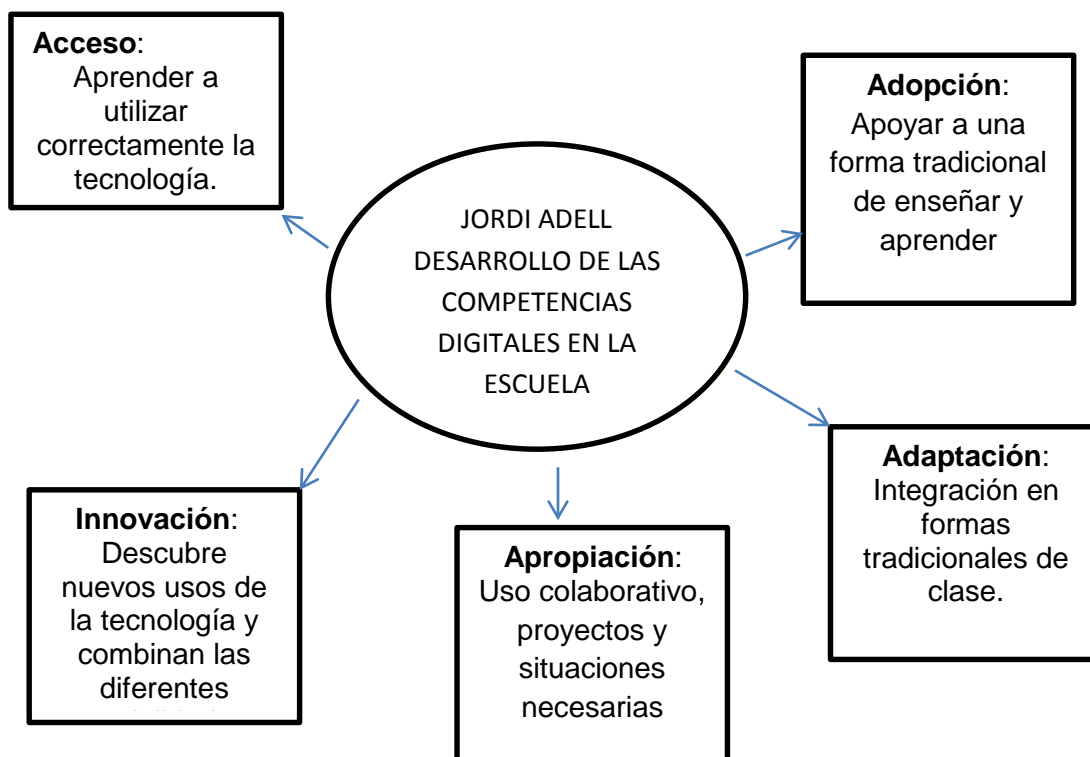 Acceso:
Aprender a
utilizar
correctamente la
tecnología.
Adopción:
Apoyar a una
forma tradicional
de enseñar y
aprender
JORDI ADELL
DESARROLLO DE LAS
COMPETENCIAS
DIGITALES EN LA
ESCUELA
Adaptación:
Integración en
formas
tradicionales de
clase.
Innovación:
Descubre
nuevos usos de
la tecnología y
combinan las
diferentes
Apropiación:
Uso colaborativo,
proyectos y
situaciones
necesarias